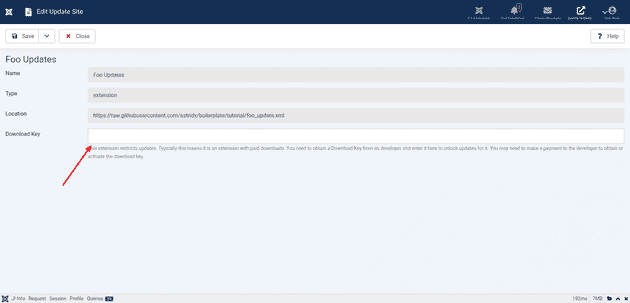 Edit Update Site
Save
Close
Help
Foo Updates
Name
Foo Updates
Type
extension
Location
https://raw.githubusercontent.com/astridx/boilerplate/tutorial/foo_update.xml
Download Key
extension restricts updates. Typically this means it is an extension with paid downloads. You need to obtain a Download Key from its developer and enter it here to unlock updates for it. You may need to make a payment to the developer to obtain or
activate the download key.
J! Info Request Session Profile Queries
192ms 7MB